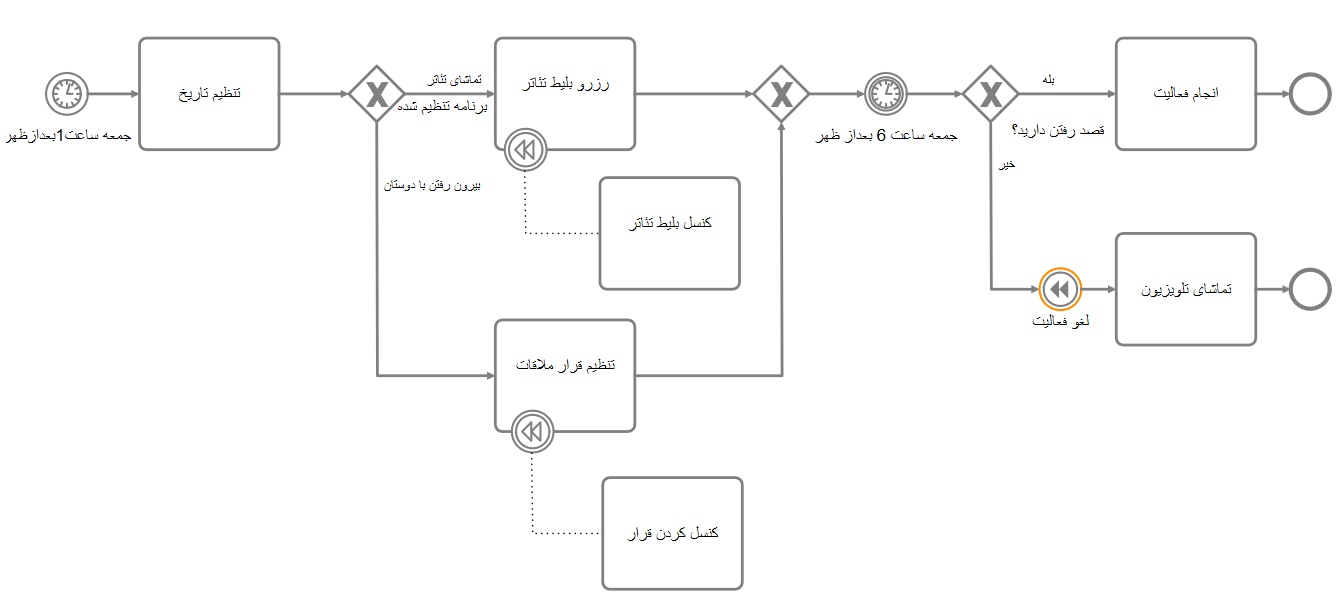 جمعه ساعت1بعدازظهر
تنظیم تاریخ
تماشای تئاتر
برنامه تنظیم شده
بیرون رفتن با دوستان
رزرو بلیط تئاتر
کنسل بلیط تئاتر
تنظیم قرار ملاقات
کنسل کردن قرار
جمعه ساعت 6 بعداز ظهر
قصد رفتن دارید؟
بله
خیر
انجام فعالیت
لغو فعالیت
تماشای تلویزیون